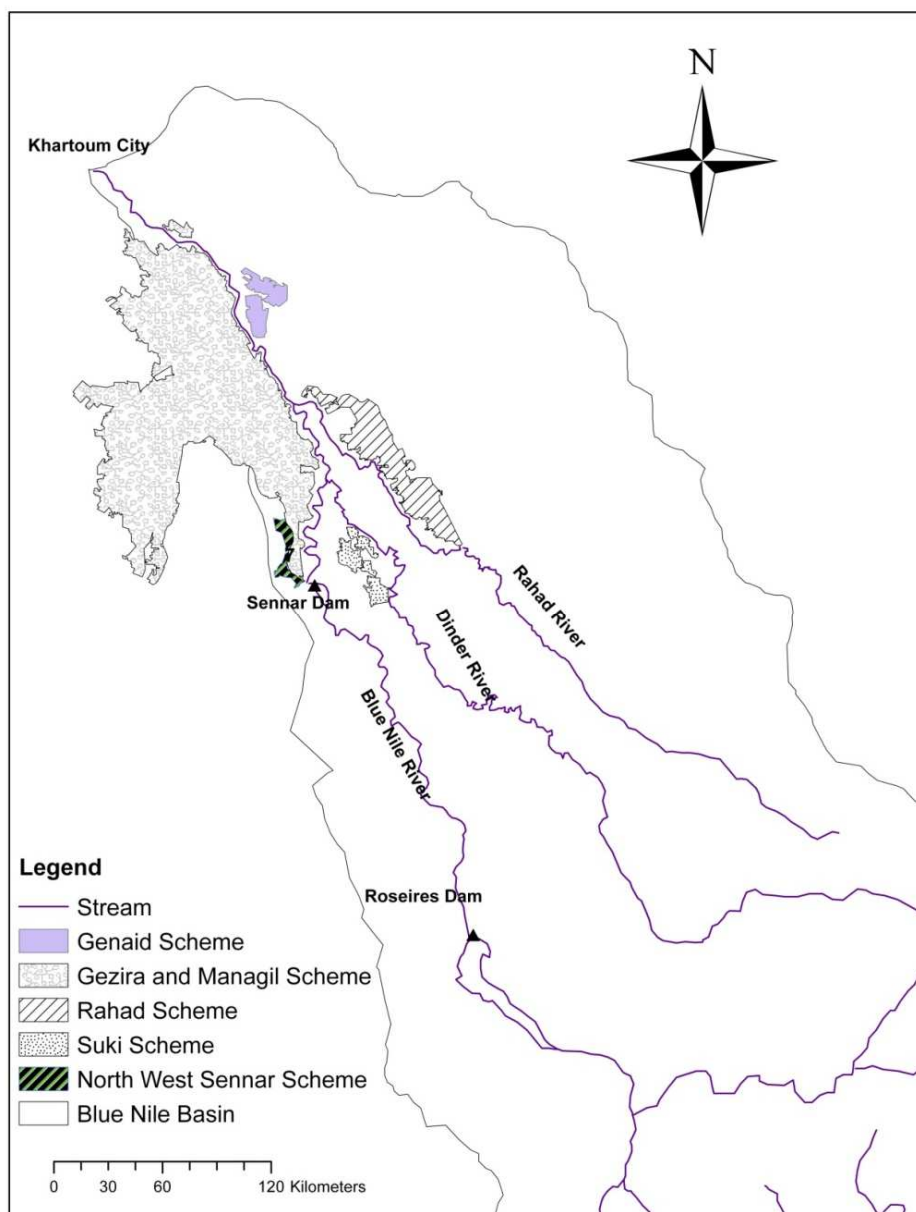 N
Khartoum City
Sennar Dam
Rahad River
Dinder River
Blue Nile River
Roseires Dam
Legend
Stream
Genaid Scheme
Gezira and Managil Scheme
Rahad Scheme
Suki Scheme
North West Sennar Scheme
Blue Nile Basin
0 30 60 120 Kilometers